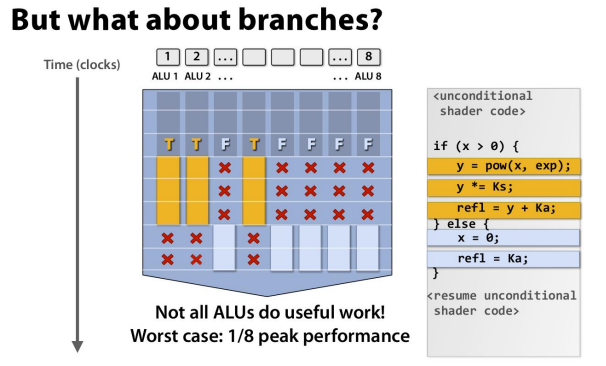 But what about branches?
Time (clocks)
1 2 ... ... 8
ALU 1 ALU 2 ... ... ALU 8
T T F T F F F F
Not all ALUs do useful work!
Worst case: 1/8 peak performance
<unconditional
shader code>
if (x > 0) {
y = pow(x, exp);
y *= Ks;
refl = y + Ka;
} else {
x = 0;
refl = Ka;
}
<resume unconditional
shader code>